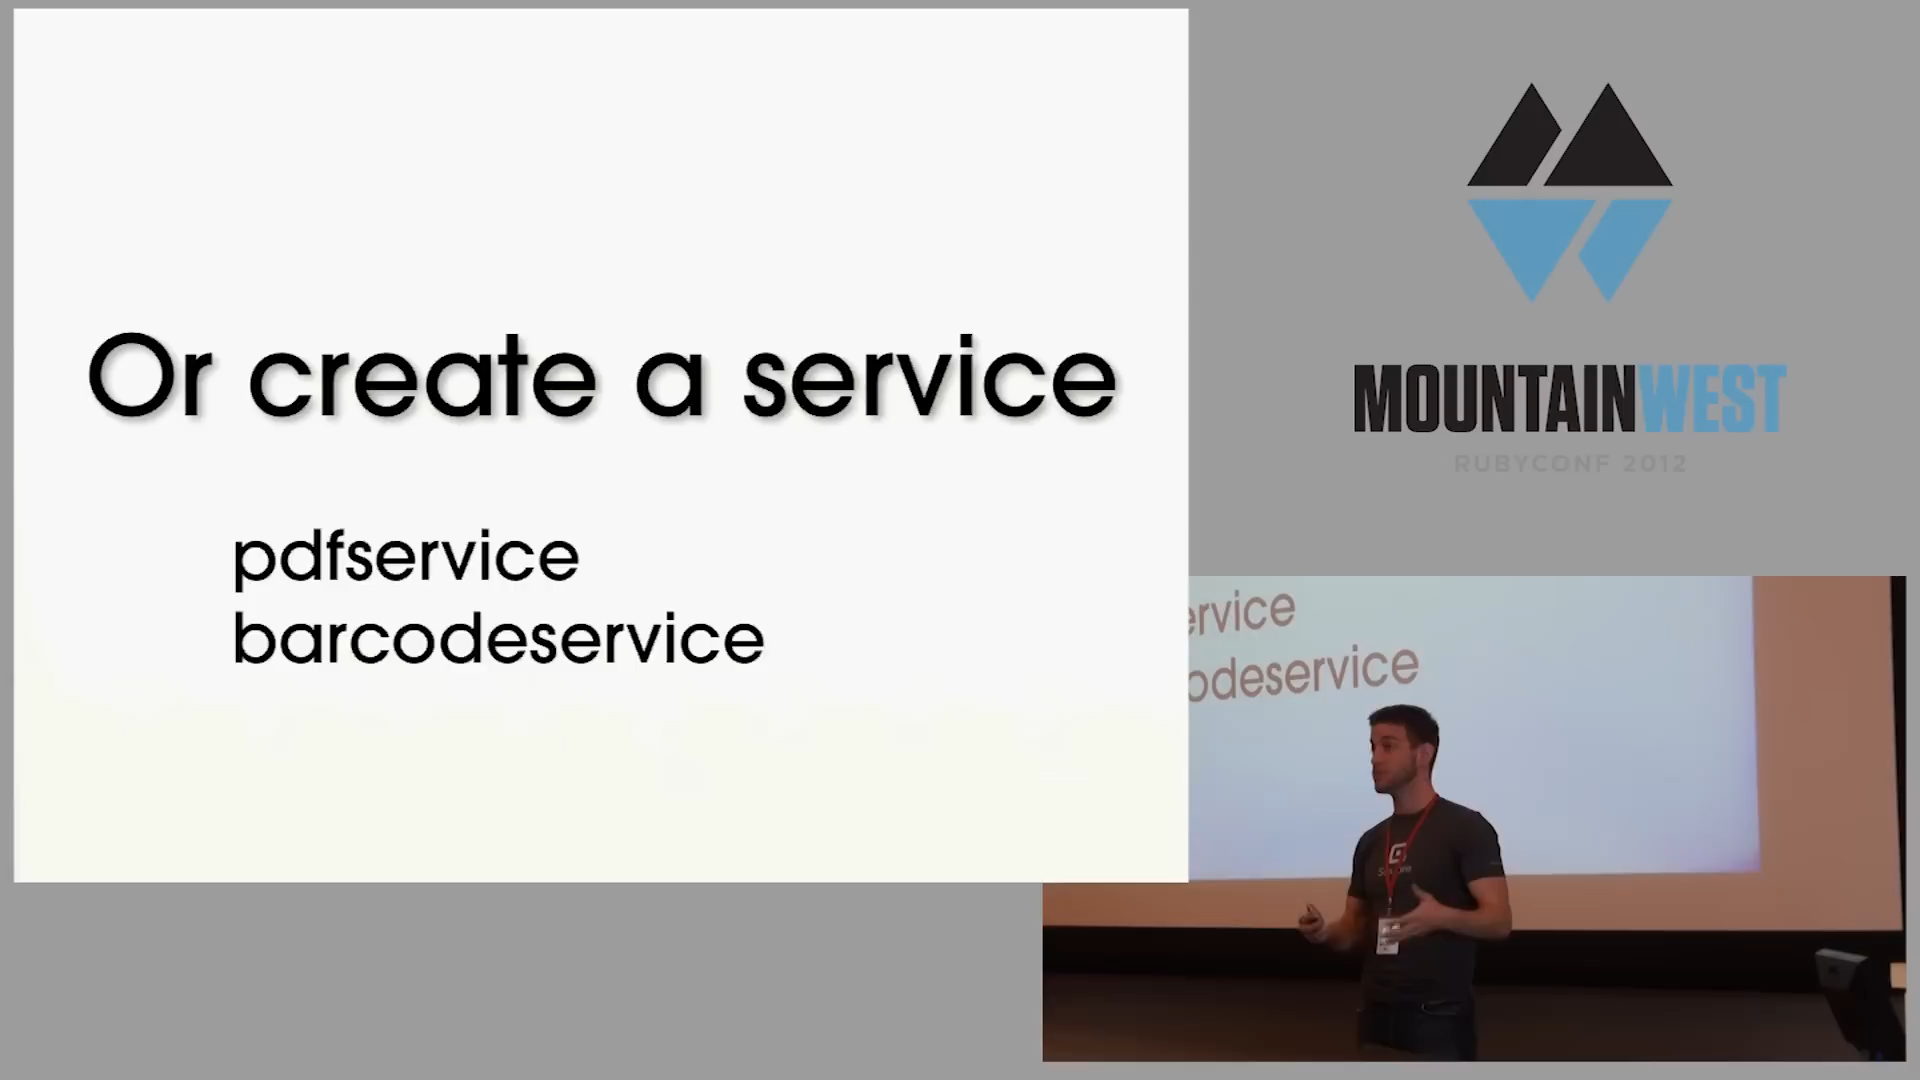 Or create a service
pdfservice
barcodeservice
MOUNTAINWEST
RUBYCONF 2012
ervice
odeservice